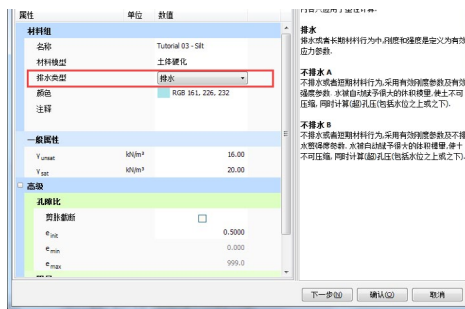 属性 单位 数值
材料组
名称 Tutorial 03 - Silt
材料模型 土体硬化
排水类型 排水
颜色 RGB 161, 226, 232
注释
一般属性
γ unsat kN/m³ 16.00
γ sat kN/m³ 20.00
高级
孔隙比
剪胀截断
e init 0.5000
e min 0.000
e max 999.0
排水
排水或者长期材料行为中,刚度和强度是定义为有效
应力参数.
不排水 A
不排水或者短期材料行为,采用有效刚度参数及有效
强度参数. 水被自动赋予很大的体积模量,使土不可
压缩, 同时计算(超)孔压(包括水位之上或之下).
不排水 B
不排水或者短期材料行为,采用有效刚度参数及不排
水剪强度参数. 水被自动赋予很大的体积模量,使土
不可压缩, 同时计算(超)孔压(包括水位之上或之下).
下一步(N) 确认(O) 取消